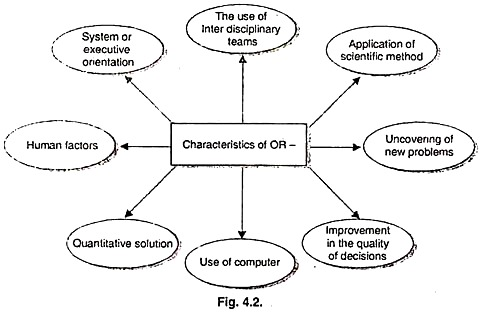 The use of
Inter disciplinary
teams
System or
executive
orientation
Application of
scientific method
Human factors
Characteristics of OR –
Uncovering of
new problems
Quantitative solution
Use of computer
Improvement
in the quality
of decisions
Fig. 4.2.